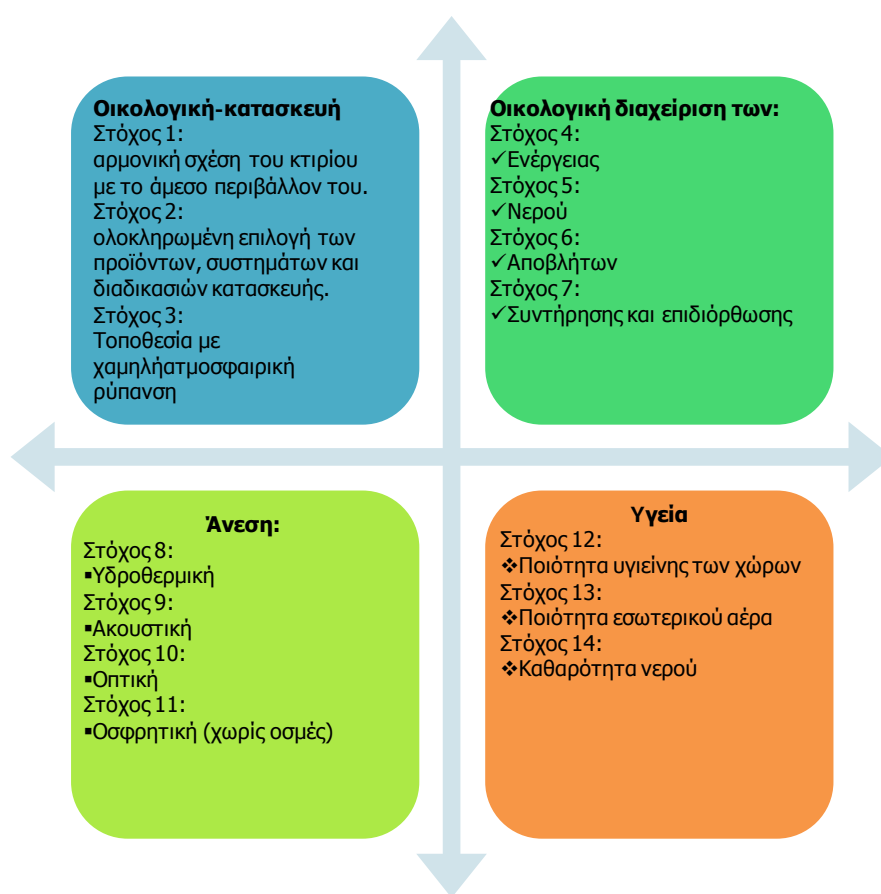 Οικολογική-κατασκευή
Στόχος 1:
αρμονική σχέση του κτιρίου
με το άμεσο περιβάλλον του.
Στόχος 2:
ολοκληρωμένη επιλογή των
προϊόντων, συστημάτων και
διαδικασιών κατασκευής.
Στόχος 3:
Τοποθεσία με
χαμηλήατμοσφαιρική
ρύπανση
Οικολογική διαχείριση των:
Στόχος 4:
✓Ενέργειας
Στόχος 5:
✓Νερού
Στόχος 6:
✓Αποβλήτων
Στόχος 7:
✓Συντήρησης και επιδιόρθωσης
Άνεση:
Στόχος 8:
▪Υδροθερμική
Στόχος 9:
▪Ακουστική
Στόχος 10:
▪Οπτική
Στόχος 11:
▪Οσφρητική (χωρίς οσμές)
Υγεία
Στόχος 12:
❖Ποιότητα υγιείνης των χώρων
Στόχος 13:
❖Ποιότητα εσωτερικού αέρα
Στόχος 14:
❖Καθαρότητα νερού